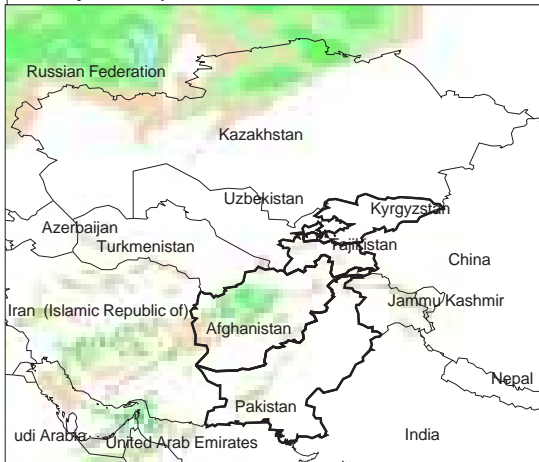 Russian Federation
Kazakhstan
Uzbekistan
Kyrgyzstan
Azerbaijan
Turkmenistan
Tajikistan
China
Iran (Islamic Republic of)
Jammu Kashmir
Afghanistan
Nepal
Pakistan
udi Arabia
United Arab Emirates
India